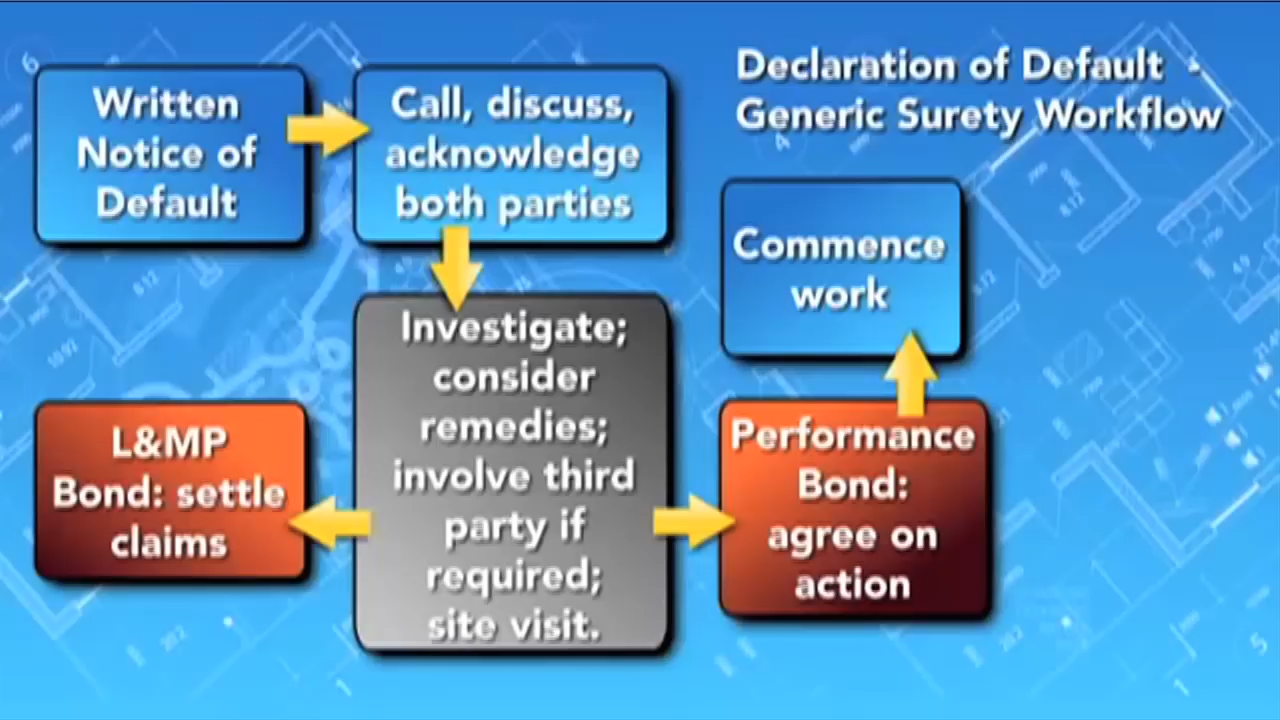 Declaration of Default -
Generic Surety Workflow
Written
Notice of
Default
Call, discuss,
acknowledge
both parties
Investigate;
consider
remedies;
involve third
party if
required;
site visit.
L&MP
Bond: settle
claims
Performance
Bond:
agree on
action
Commence
work